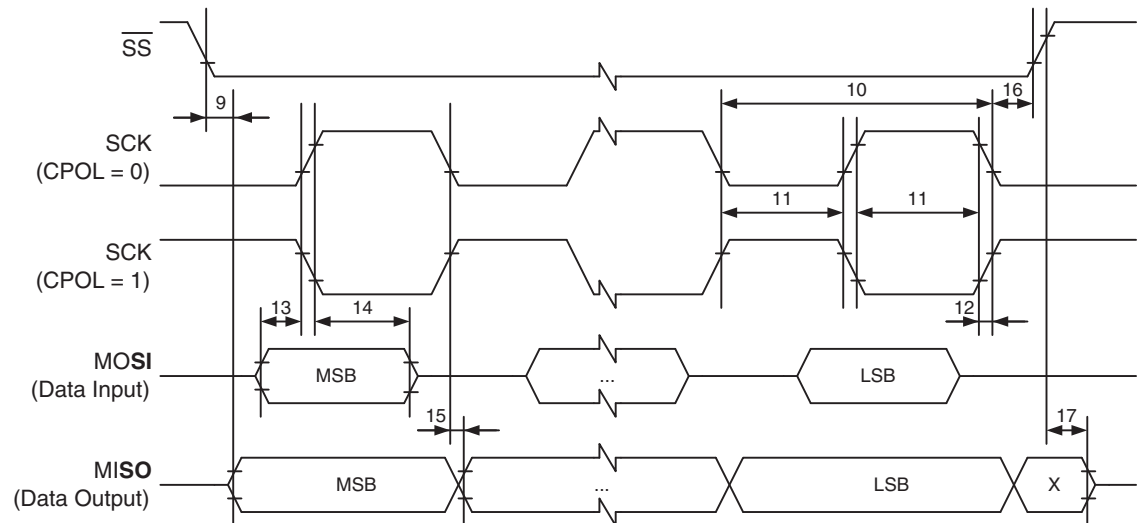 SS
9
10
16
SCK
(CPOL = 0)
11
11
SCK
(CPOL = 1)
13
14
12
MOSI
(Data Input)
MSB
...
LSB
15
17
MISO
(Data Output)
MSB
...
LSB
X